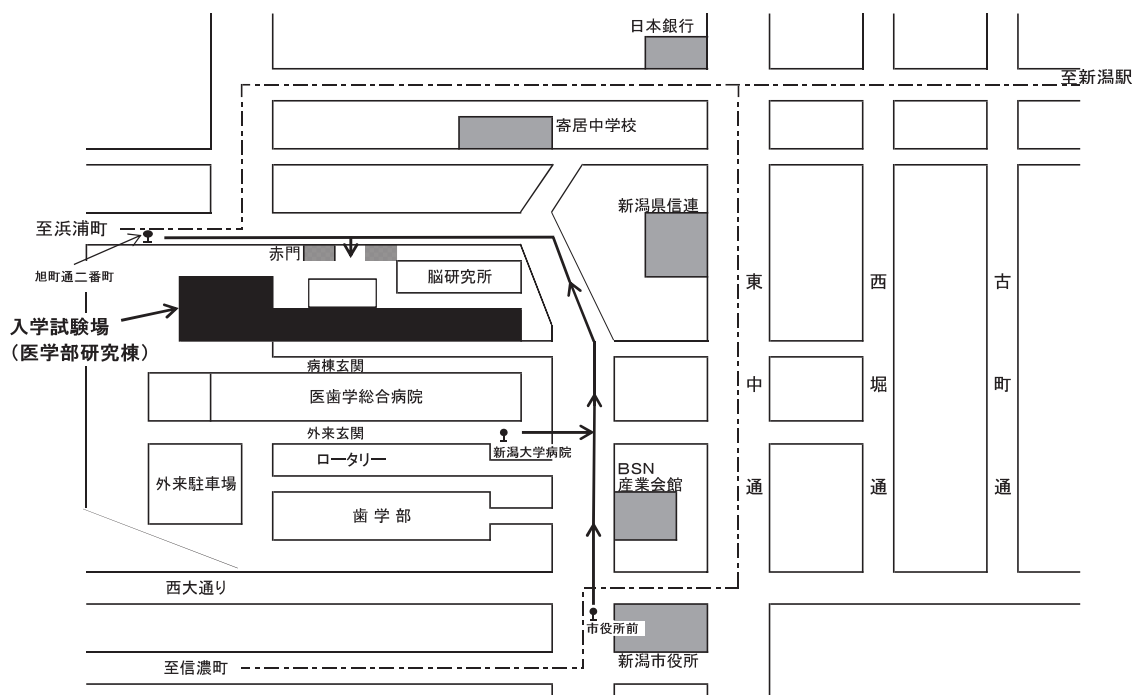 日本銀行
至新潟駅
寄居中学校
新潟県信連
至浜浦町
旭町通二番町
赤門
脳研究所
入学試験場
（医学部研究棟）
東中通
西堀通
古町通
病棟玄関
医歯学総合病院
外来玄関
新潟大学病院
ロータリー
外来駐車場
BSN
産業会館
歯学部
西大通り
市役所前
新潟市役所
至信濃町